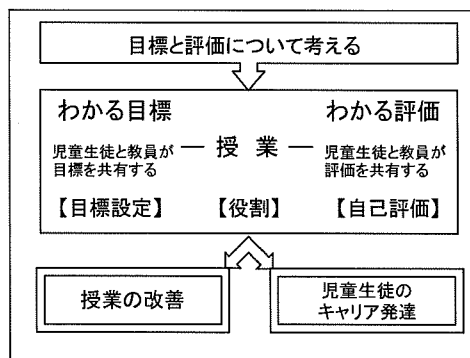 目標と評価について考える
わかる目標 わかる評価
児童生徒と教員が
目標を共有する
― 授 業 ―
児童生徒と教員が
評価を共有する
【目標設定】 【役割】 【自己評価】
授業の改善
児童生徒の
キャリア発達